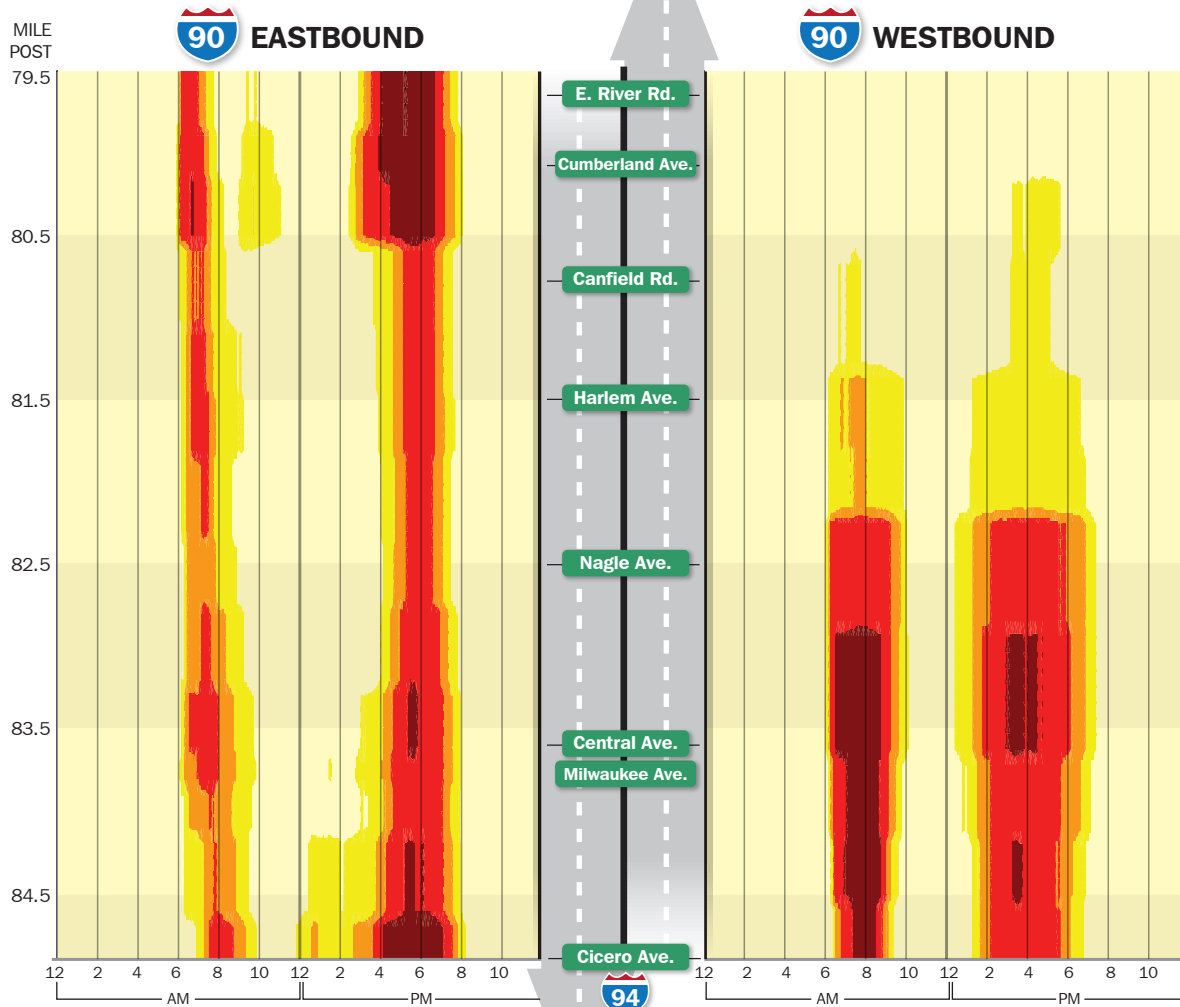 MILE
POST
90 EASTBOUND
90 WESTBOUND
79.5
80.5
81.5
82.5
83.5
84.5
E. River Rd.
Cumberland Ave.
Canfield Rd.
Harlem Ave.
Nagle Ave.
Central Ave.
Milwaukee Ave.
Cicero Ave.
94
12 2 4 6 8 10 12 2 4 6 8 10
AM PM
12 2 4 6 8 10 12 2 4 6 8 10
AM PM